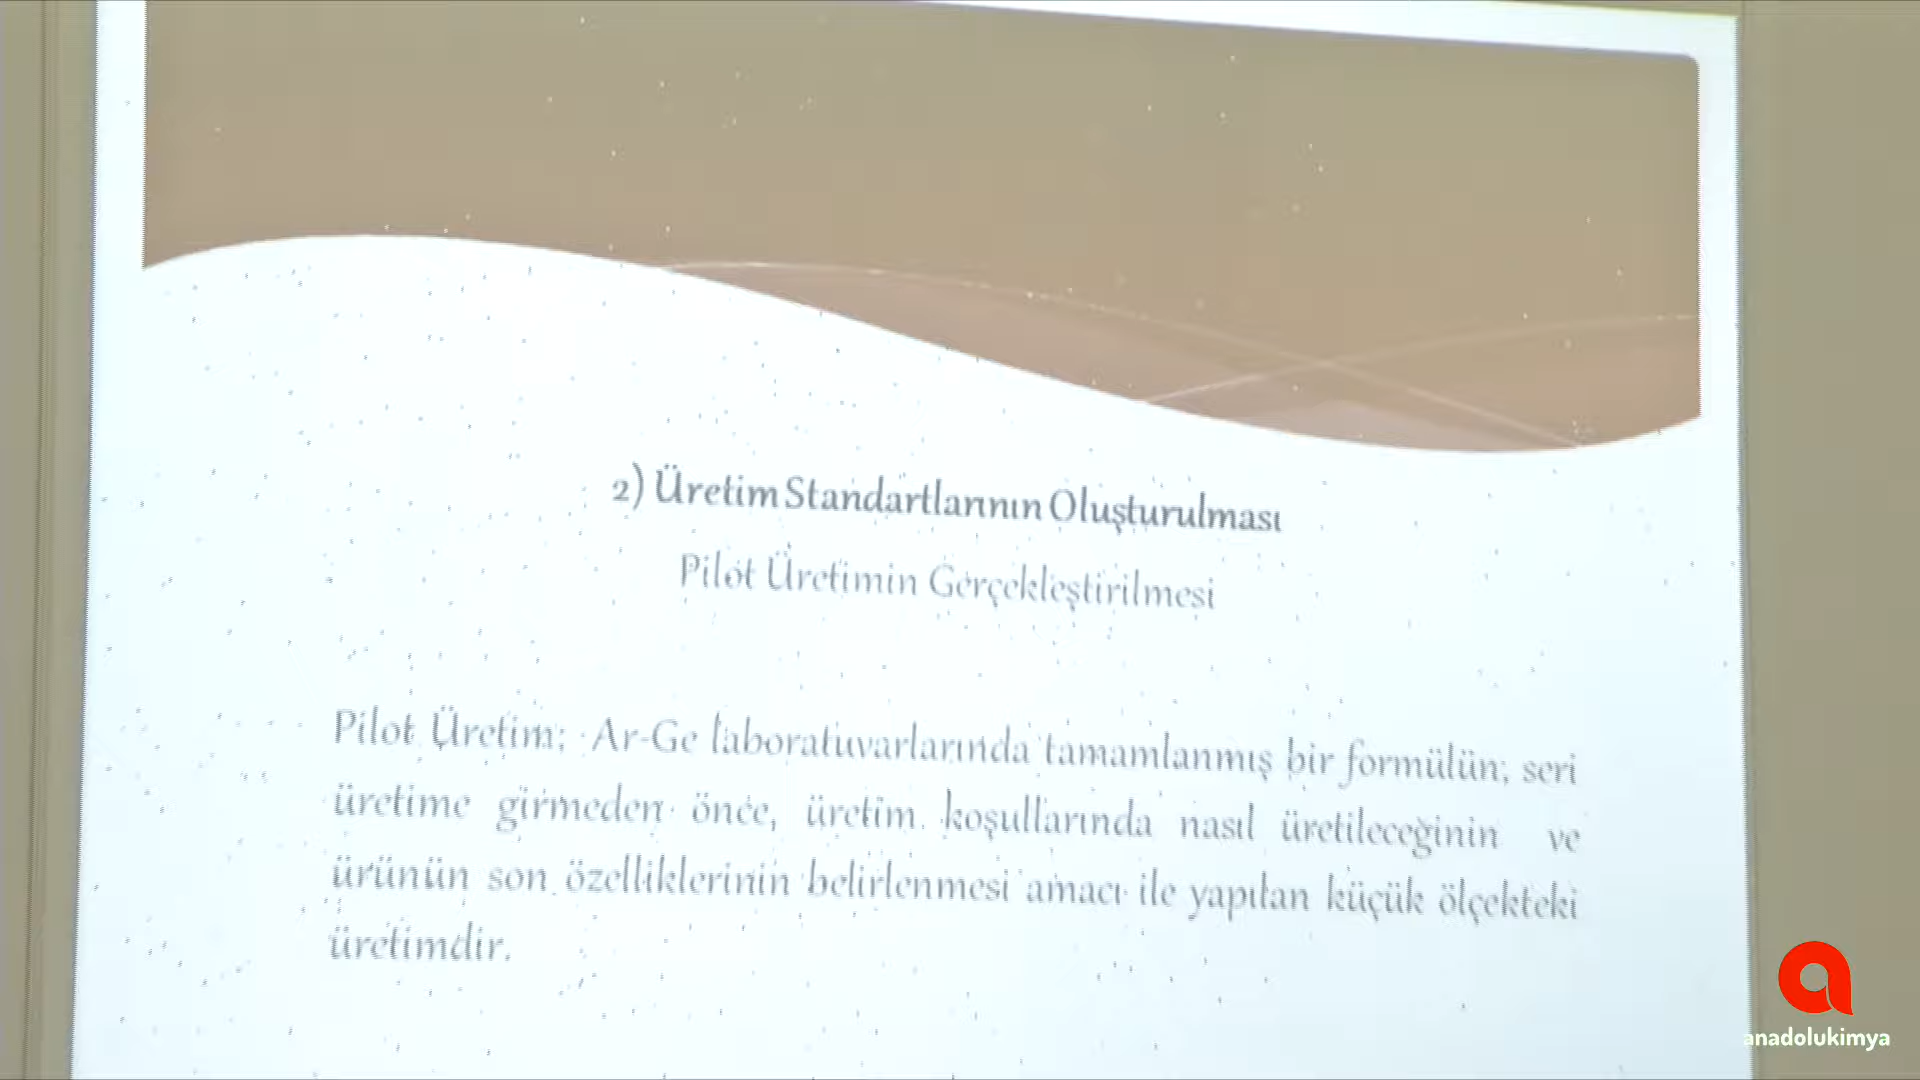 2) Üretim Standartlarının Oluşturulması
Pilot Üretimin Gerçekleştirilmesi
Pilot Üretim; Ar-Ge laboratuvarlarında tamamlanmış bir formülün; seri
üretime girmeden önce, üretim koşullarında nasıl üretileceğinin ve
ürünün son özelliklerinin belirlenmesi amacı ile yapılan küçük ölçekteki
üretimdir.
anadolukimya